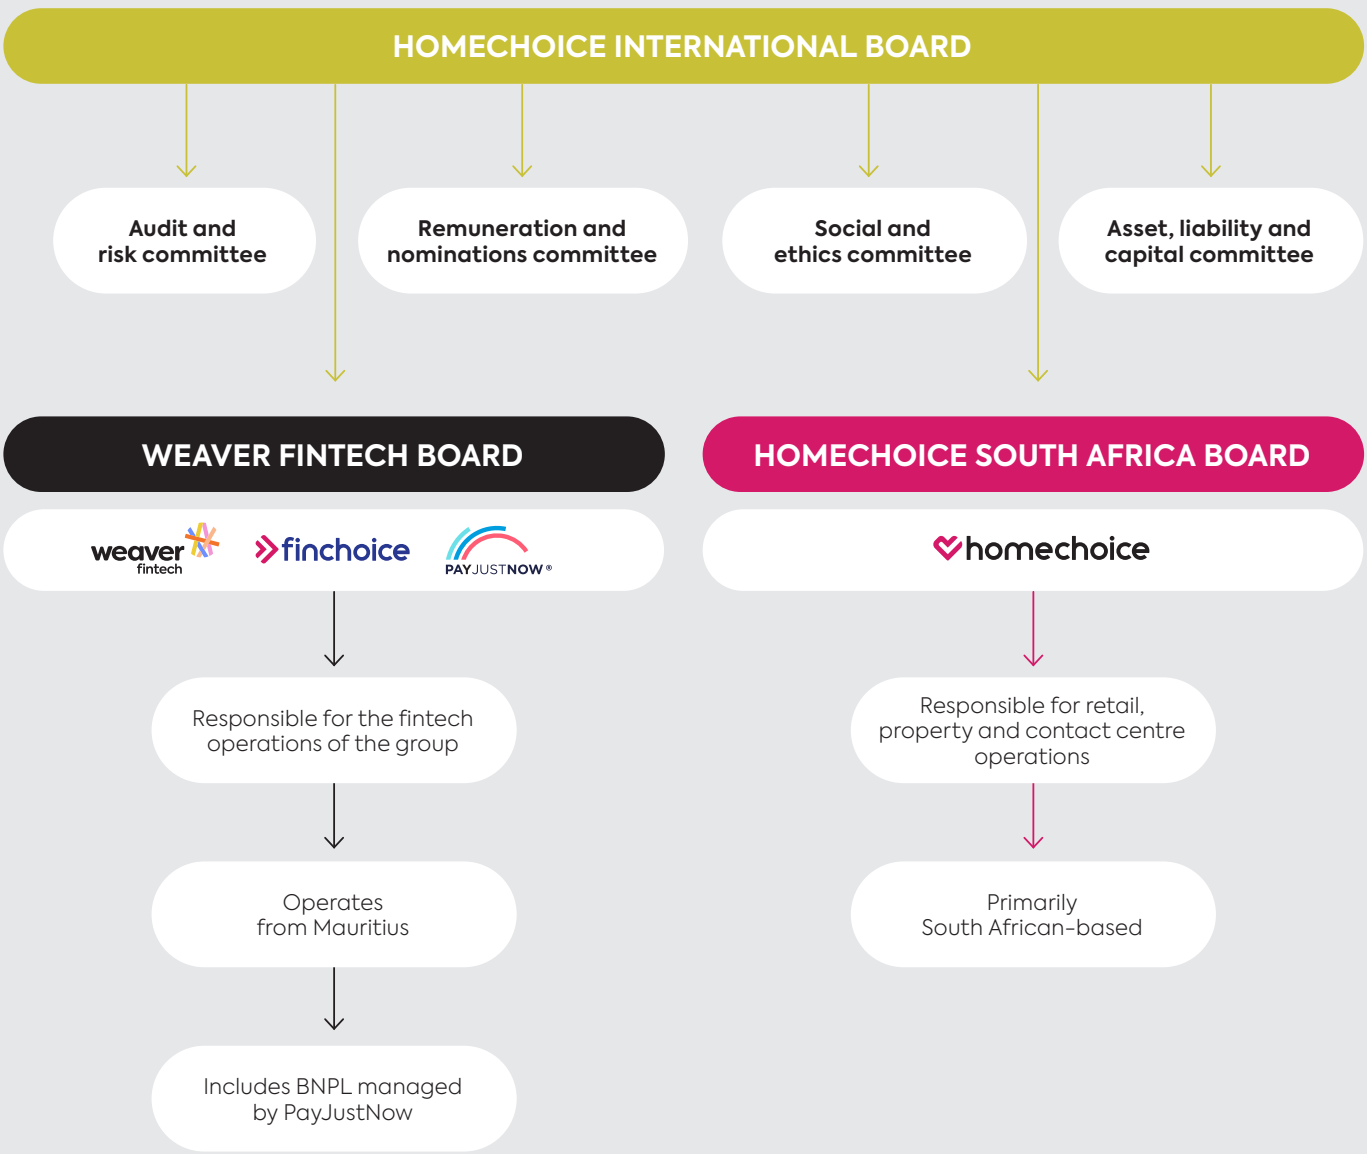 HOMECHOICE INTERNATIONAL BOARD
Audit and
risk committee
Remuneration and
nominations committee
Social and
ethics committee
Asset, liability and
capital committee
WEAVER FINTECH BOARD
weaver
fintech
finchoice
PAYJUSTNOW®
Responsible for the fintech
operations of the group
Operates
from Mauritius
Includes BNPL managed
by PayJustNow
HOMECHOICE SOUTH AFRICA BOARD
homechoice
Responsible for retail,
property and contact centre
operations
Primarily
South African-based